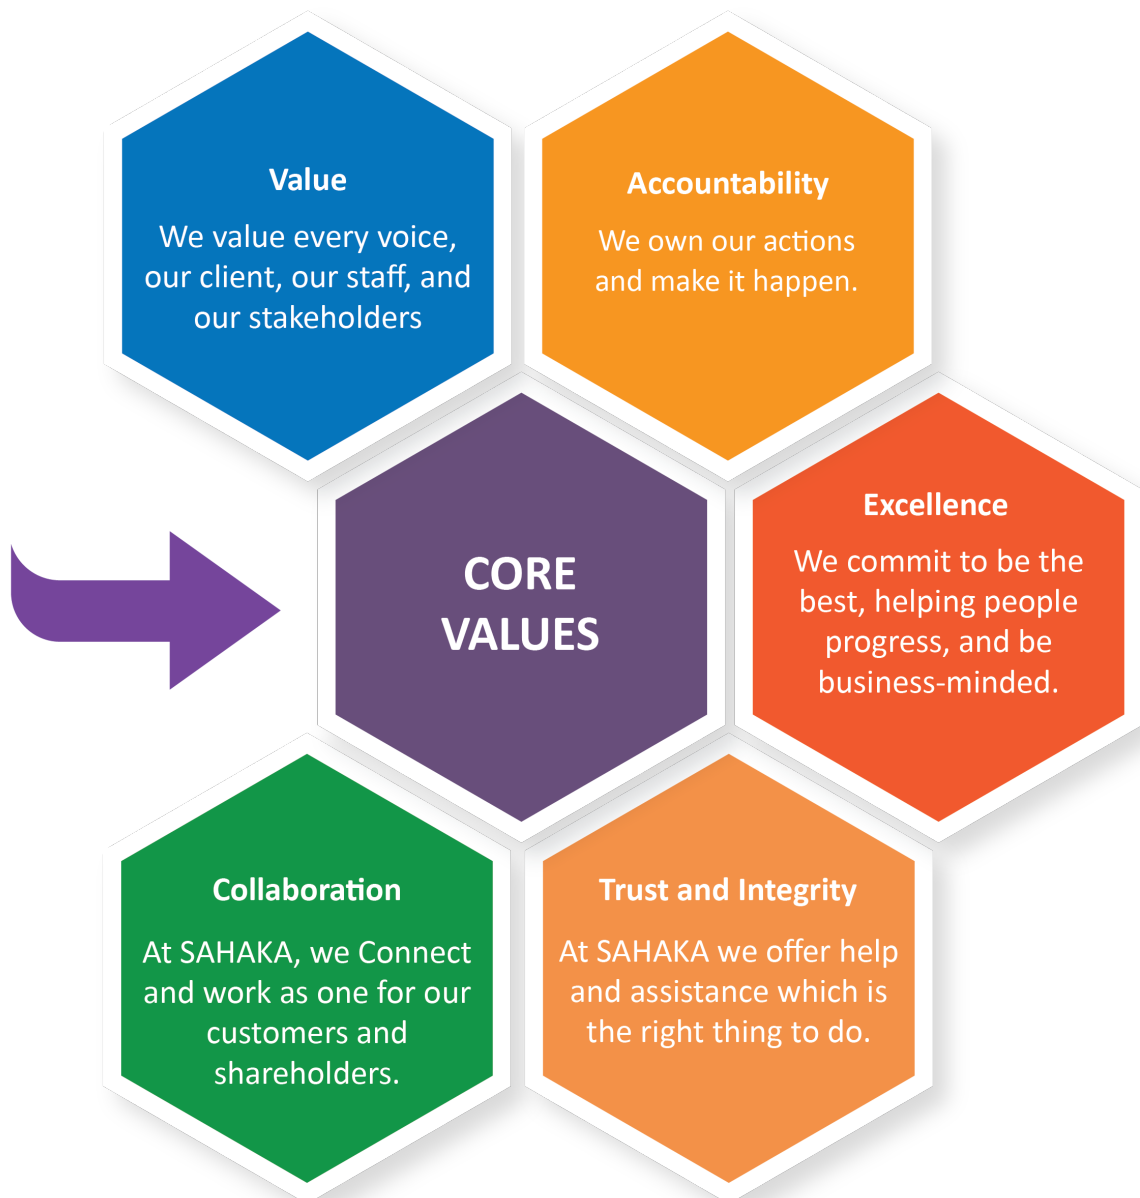 Value
We value every voice,
our client, our staff, and
our stakeholders
Accountability
We own our actions
and make it happen.
CORE
VALUES
Excellence
We commit to be the
best, helping people
progress, and be
business-minded.
Collaboration
At SAHAKA, we Connect
and work as one for our
customers and
shareholders.
Trust and Integrity
At SAHAKA we offer help
and assistance which is
the right thing to do.